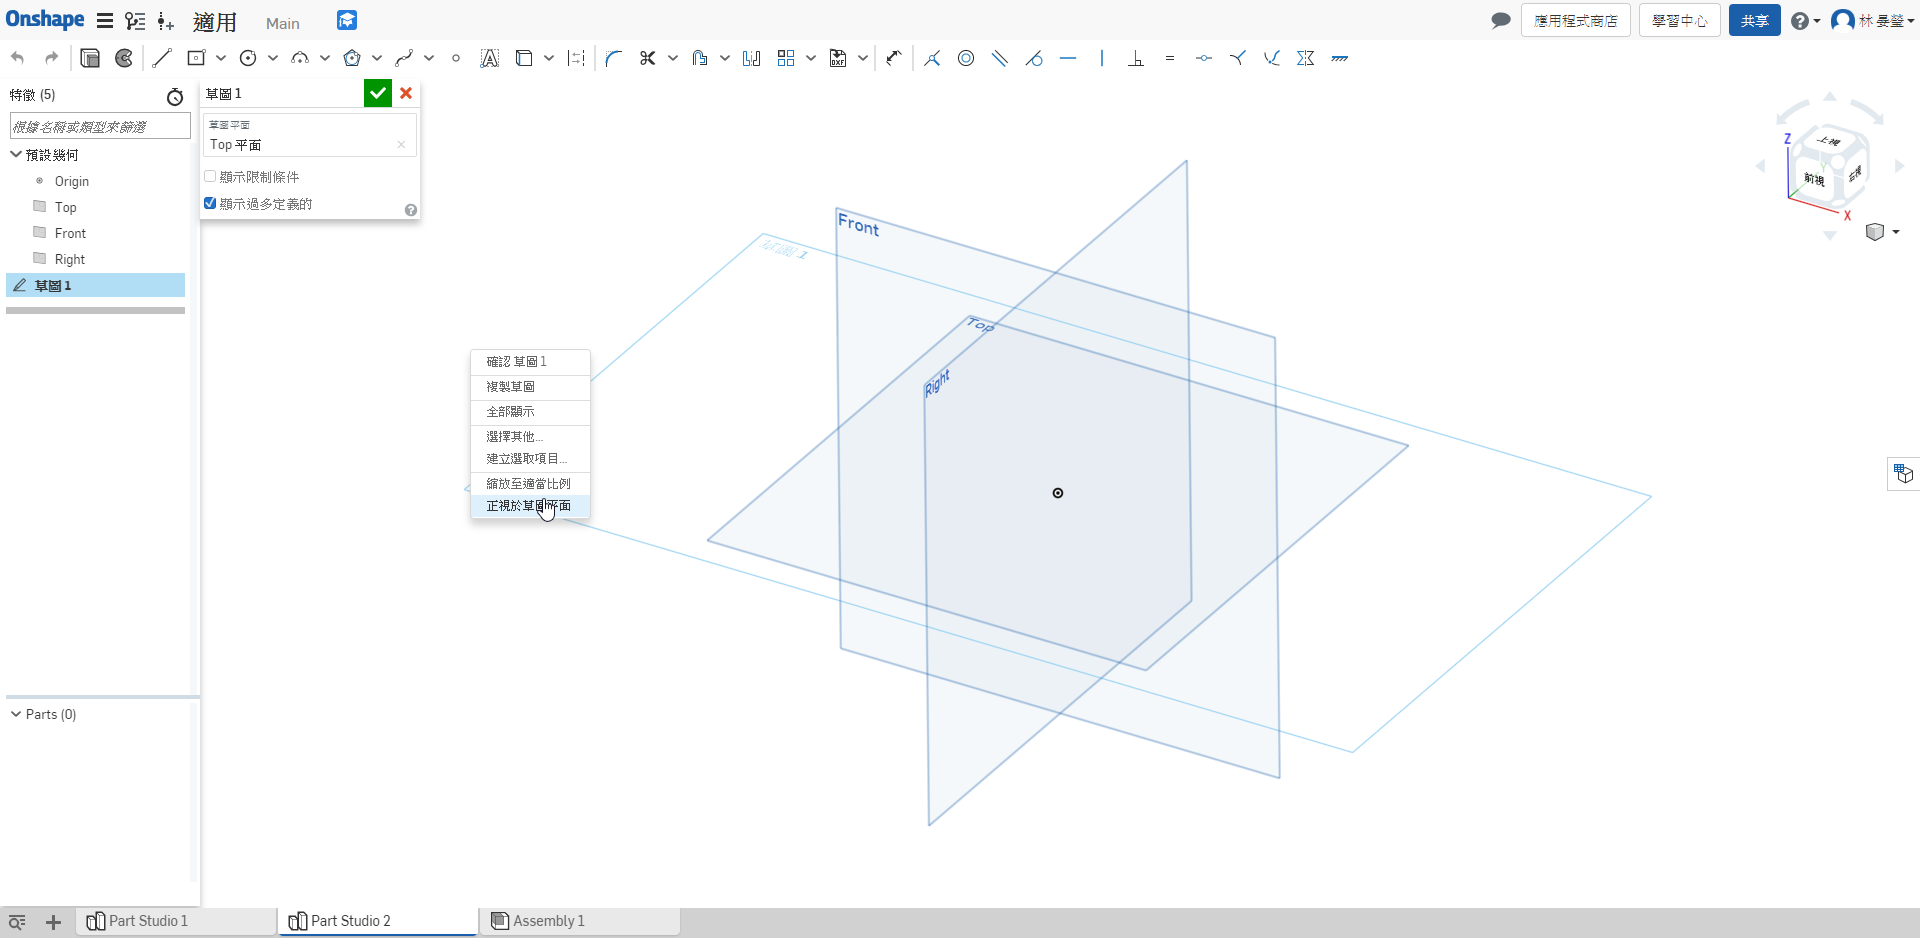 Onshape
適用
Main
應用程式商店
學習中心
共享
林 晏螢
DXF
特徵 (5)
根據名稱或類型來篩選
預設幾何
Origin
Top
Front
Right
草圖 1
草圖 1
草圖平面
Top 平面
顯示限制條件
顯示過多定義的
草圖 1
Front
Top
Right
確認 草圖 1
複製草圖
全部顯示
選擇其他...
建立選取項目...
縮放至適當比例
正視於草圖平面
Z
上視
前視
右視
X
Parts (0)
Part Studio 1
Part Studio 2
Assembly 1